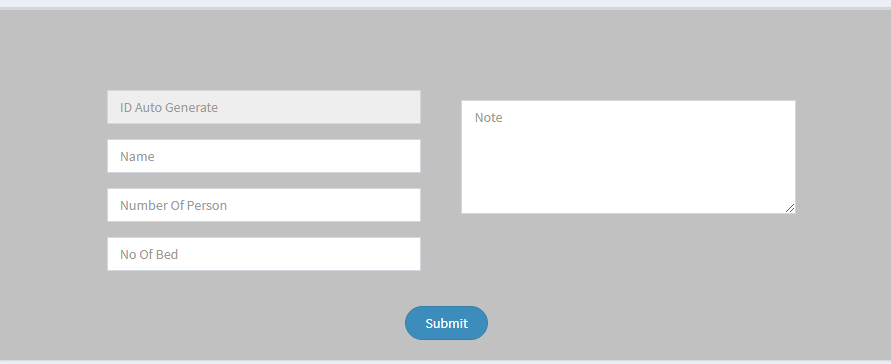 ID Auto Generate
Name
Number Of Person
No Of Bed
Note
Submit